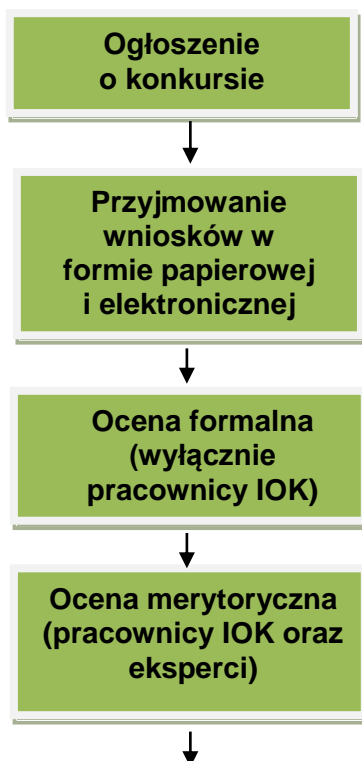 Ogłoszenie
o konkursie
Przyjmowanie
wniosków w
formie papierowej
i elektronicznej
Ocena formalna
(wyłącznie
pracownicy IOK)
Ocena merytoryczna
(pracownicy IOK oraz
eksperci)